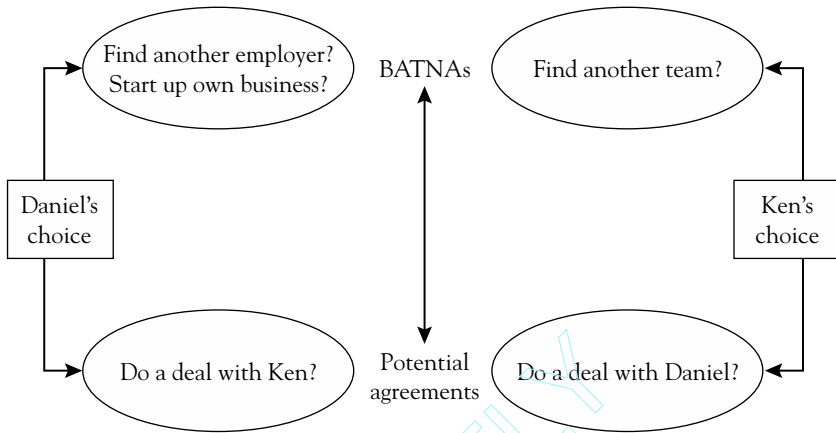 Find another employer?
Start up own business?
BATNAs
Find another team?
Daniel's
choice
Ken's
choice
Do a deal with Ken?
Potential
agreements
Do a deal with Daniel?